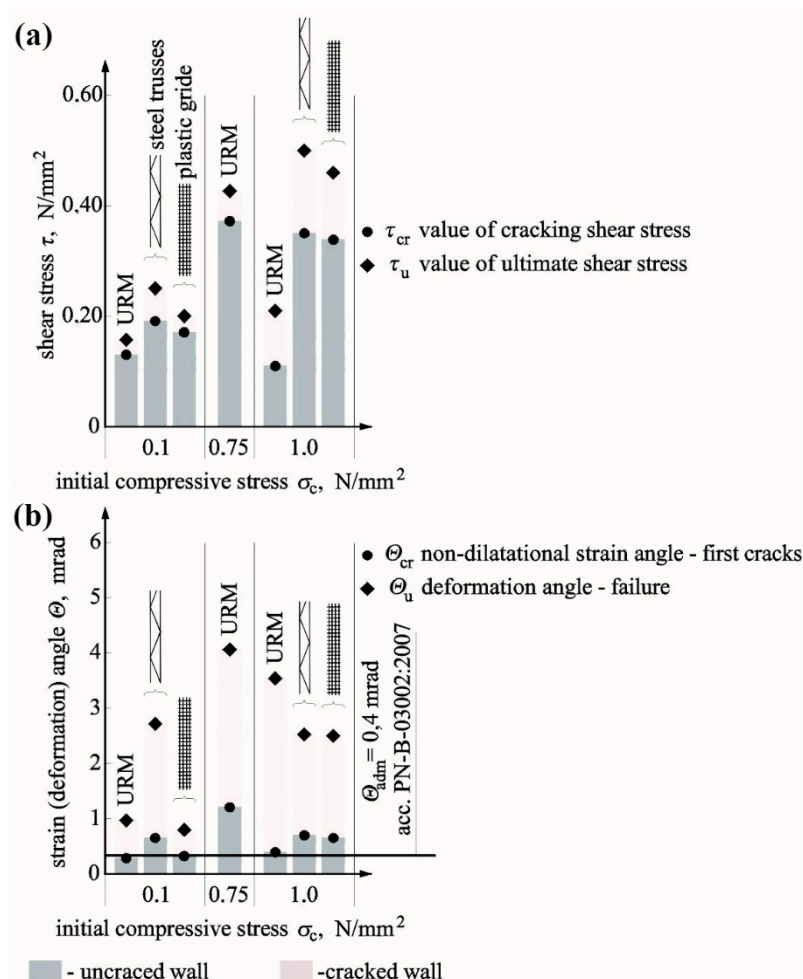 (a)
0.60
0.40
0.20
0
shear stress τ, N/mm²
URM
steel trusses
plastic gride
URM
URM
τcr value of cracking shear stress
τu value of ultimate shear stress
0.1
0.75
1.0
initial compressive stress σc, N/mm²
(b)
6
5
4
3
2
1
0
strain (deformation) angle Θ, mrad
URM
URM
URM
Θcr non-dilatational strain angle - first cracks
Θu deformation angle - failure
Θadm = 0,4 mrad
acc. PN-B-03002:2007
0.1
0.75
1.0
initial compressive stress σc, N/mm²
- uncraced wall
-cracked wall